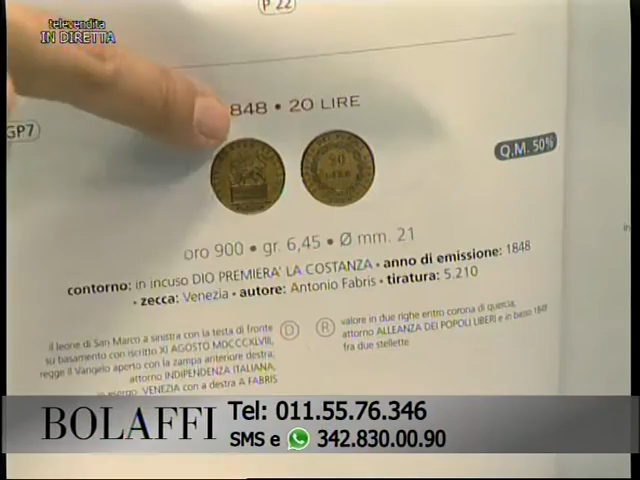 P 22
televendita
IN DIRETTA
848 • 20 LIRE
GP7
Q.M. 50%
20
LIRE
oro 900 • gr. 6,45 • Ø mm. 21
contorno: in incuso DIO PREMIERA' LA COSTANZA • anno di emissione: 1848
• zecca: Venezia • autore: Antonio Fabris • tiratura: 5.210
il leone di San Marco a sinistra con la testa di fronte
su basamento con iscritto XI AGOSTO MDCCCXLVIII,
regge il Vangelo aperto con la zampa anteriore destra;
attorno INDIPENDENZA ITALIANA,
in esergo VENEZIA con a destra A FABRIS
D
R
valore in due righe entro corona di quercia,
attorno ALLEANZA DEI POPOLI LIBERI e in basso 1848
fra due stellette
BOLAFFI
Tel: 011.55.76.346
SMS e 342.830.00.90